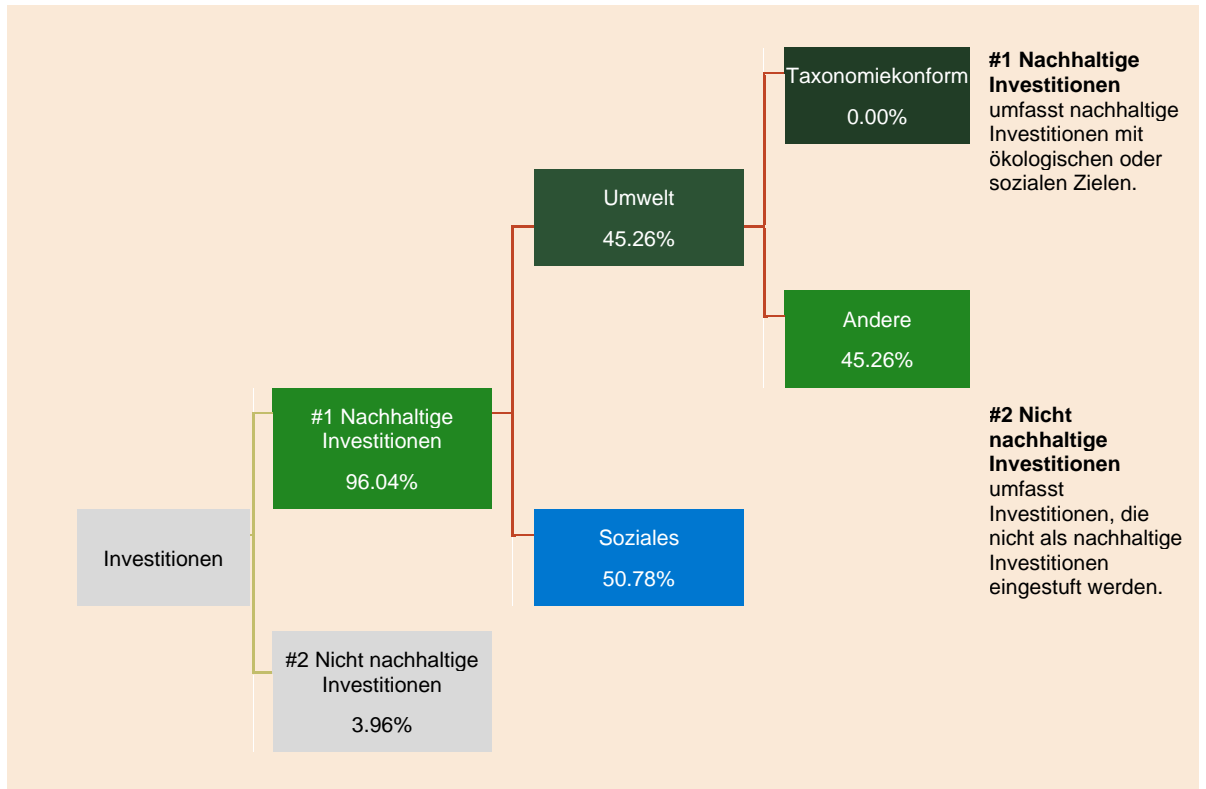 Taxonomiekonform
0.00%
#1 Nachhaltige
Investitionen
umfasst nachhaltige
Investitionen mit
ökologischen oder
sozialen Zielen.
Umwelt
45.26%
Andere
45.26%
#1 Nachhaltige
Investitionen
96.04%
#2 Nicht
nachhaltige
Investitionen
umfasst
Investitionen, die
nicht als nachhaltige
Investitionen
eingestuft werden.
Soziales
50.78%
Investitionen
#2 Nicht nachhaltige
Investitionen
3.96%